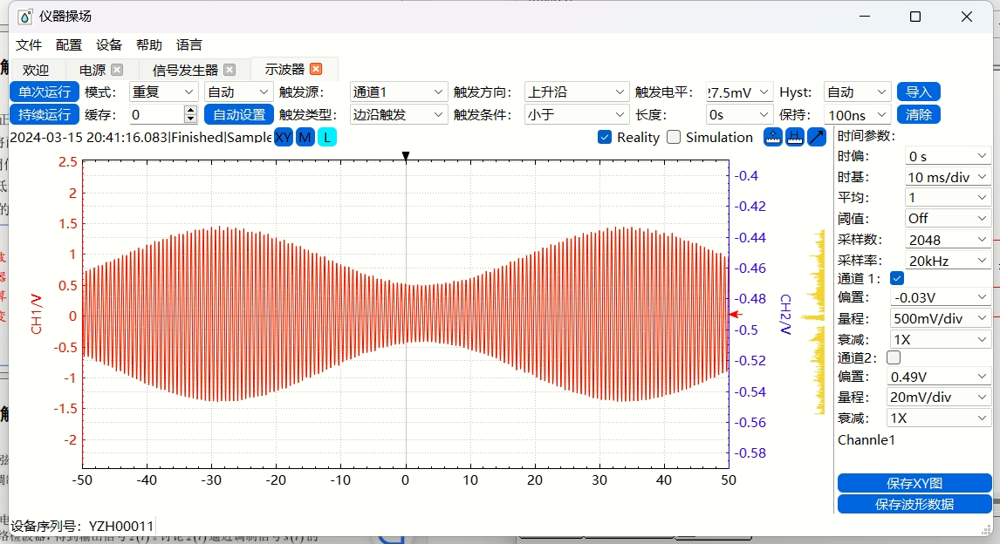 仪器操场
文件 配置 设备 帮助 语言
欢迎 电源 信号发生器 示波器
单次运行 模式： 重复 自动 触发源： 通道1 触发方向： 上升沿 触发电平： 27.5mV Hyst: 自动 导入
持续运行 缓存： 0 自动设置 触发类型： 边沿触发 触发条件： 小于 长度： 0s 保持： 100ns 清除
2024-03-15 20:41:16.083|Finished|Sample XY M L Reality Simulation
2.5
2
1.5
1
0.5
0
-0.5
-1
-1.5
-2
CH1/V
-50 -40 -30 -20 -10 0 10 20 30 40 50
-0.4
-0.42
-0.44
-0.46
-0.48
-0.5
-0.52
-0.54
-0.56
-0.58
CH2/V
时间参数：
时偏： 0 s
时基： 10 ms/div
平均： 1
阈值： Off
采样数： 2048
采样率： 20kHz
通道 1：
偏置： -0.03V
量程： 500mV/div
衰减： 1X
通道2：
偏置： 0.49V
量程： 20mV/div
衰减： 1X
Channle1
保存XY图
保存波形数据
设备序列号： YZH00011